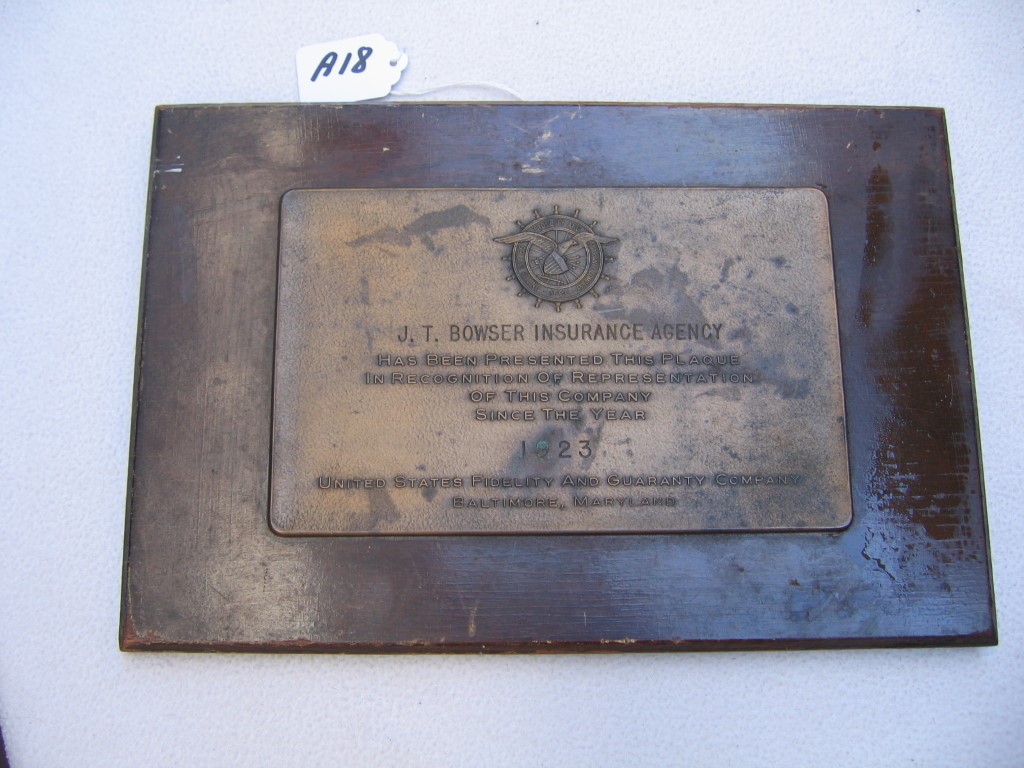 A18
J. T. BOWSER INSURANCE AGENCY
HAS BEEN PRESENTED THIS PLAQUE
IN RECOGNITION OF REPRESENTATION
OF THIS COMPANY
SINCE THE YEAR
1923
UNITED STATES FIDELITY AND GUARANTY COMPANY
BALTIMORE, MARYLAND